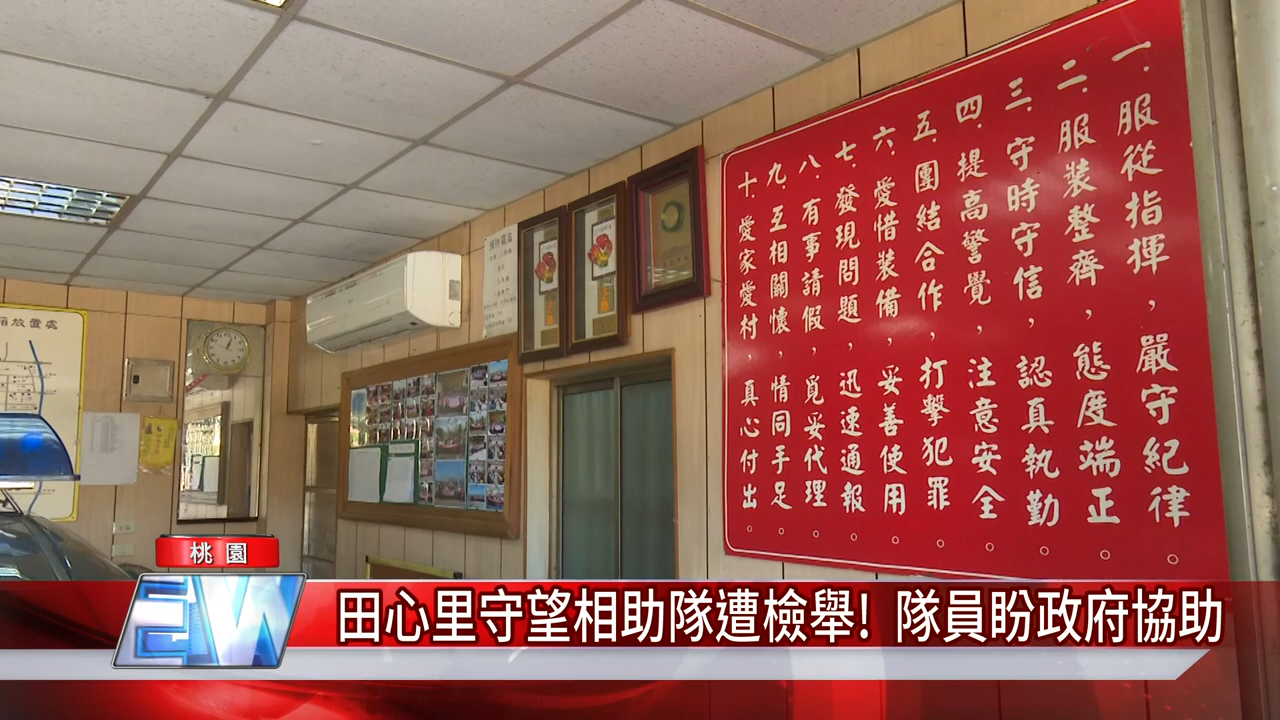 一、服從指揮，嚴守紀律。
二、服裝整齊，態度端正。
三、守時守信，認真執勤。
四、提高警覺，注意安全。
五、團結合作，打擊犯罪。
六、愛惜裝備，妥善使用。
七、發現問題，迅速通報。
八、有事請假，覓妥代理。
九、互相關懷，情同手足。
十、愛家愛村，真心付出。
箱放置處
桃園
EW
田心里守望相助隊遭檢舉! 隊員盼政府協助